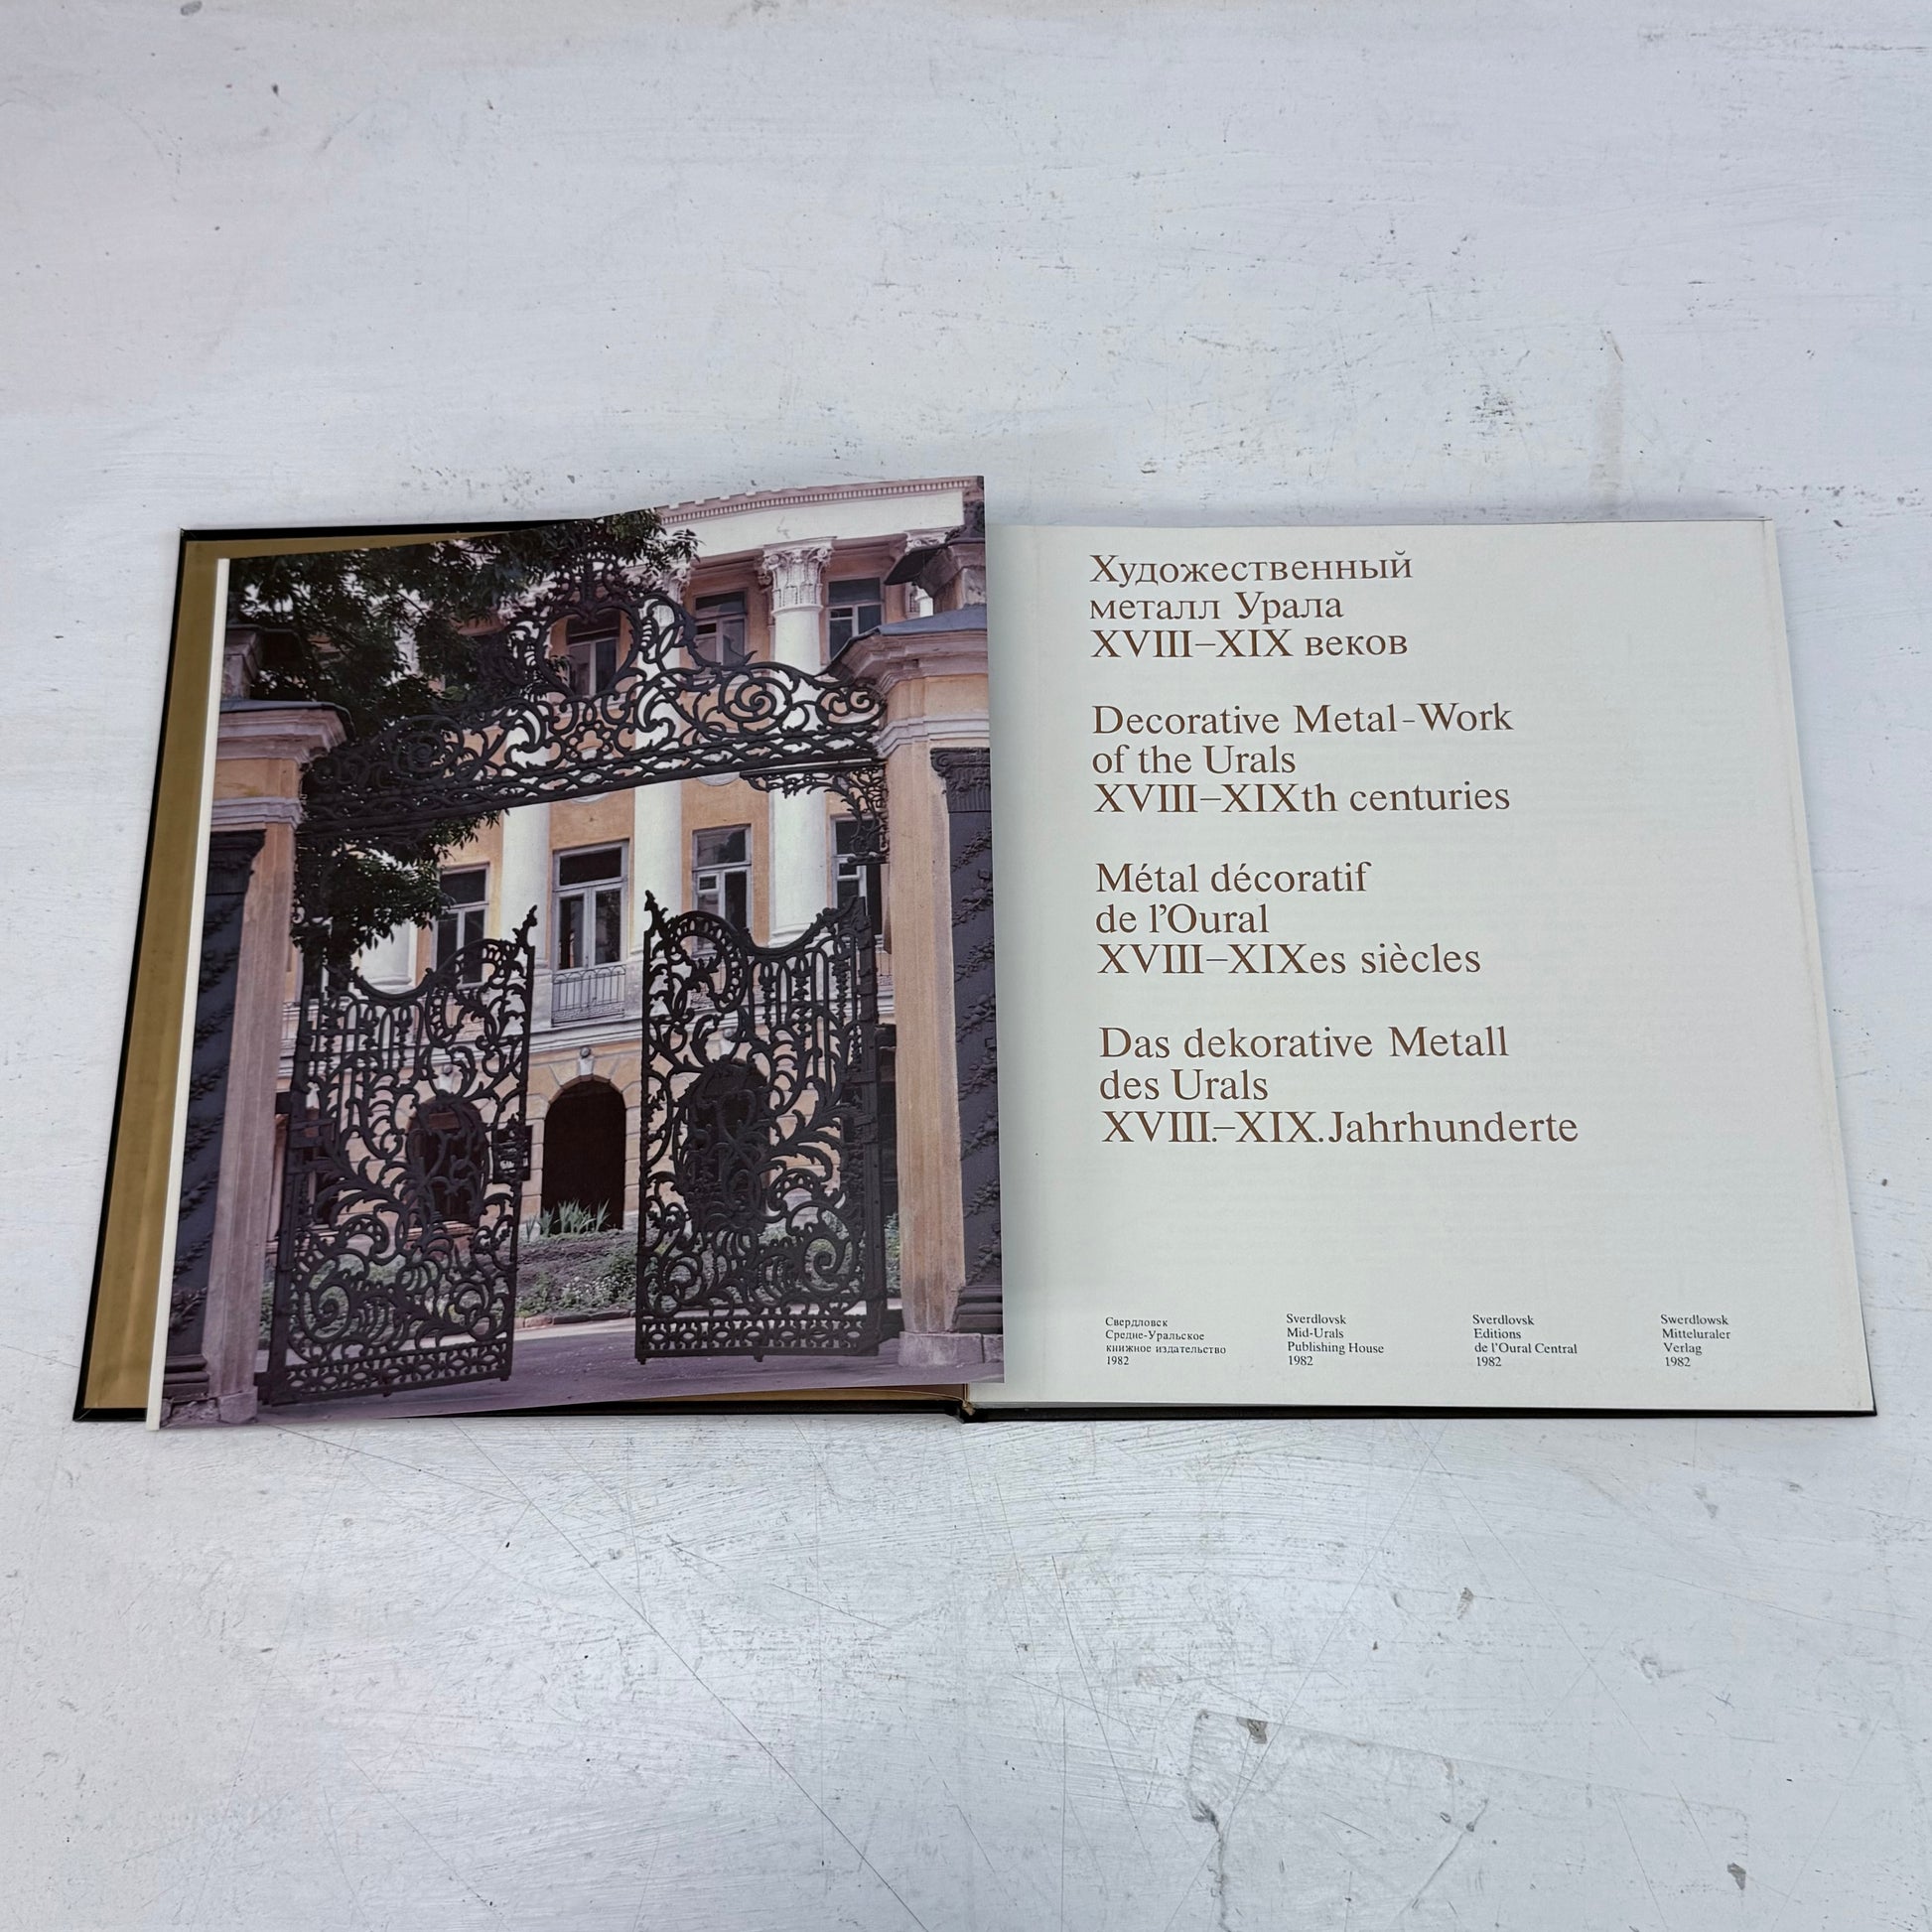 Художественный
металл Урала
XVIII–XIX веков
Decorative Metal-Work
of the Urals
XVIII–XIXth centuries
Métal décoratif
de l’Oural
XVIII–XIXes siècles
Das dekorative Metall
des Urals
XVIII.–XIX. Jahrhunderte
Свердловск
Средне-Уральское
книжное издательство
1982
Sverdlovsk
Mid-Urals
Publishing House
1982
Sverdlovsk
Editions
de l’Oural Central
1982
Swerdlowsk
Mitteluraler
Verlag
1982